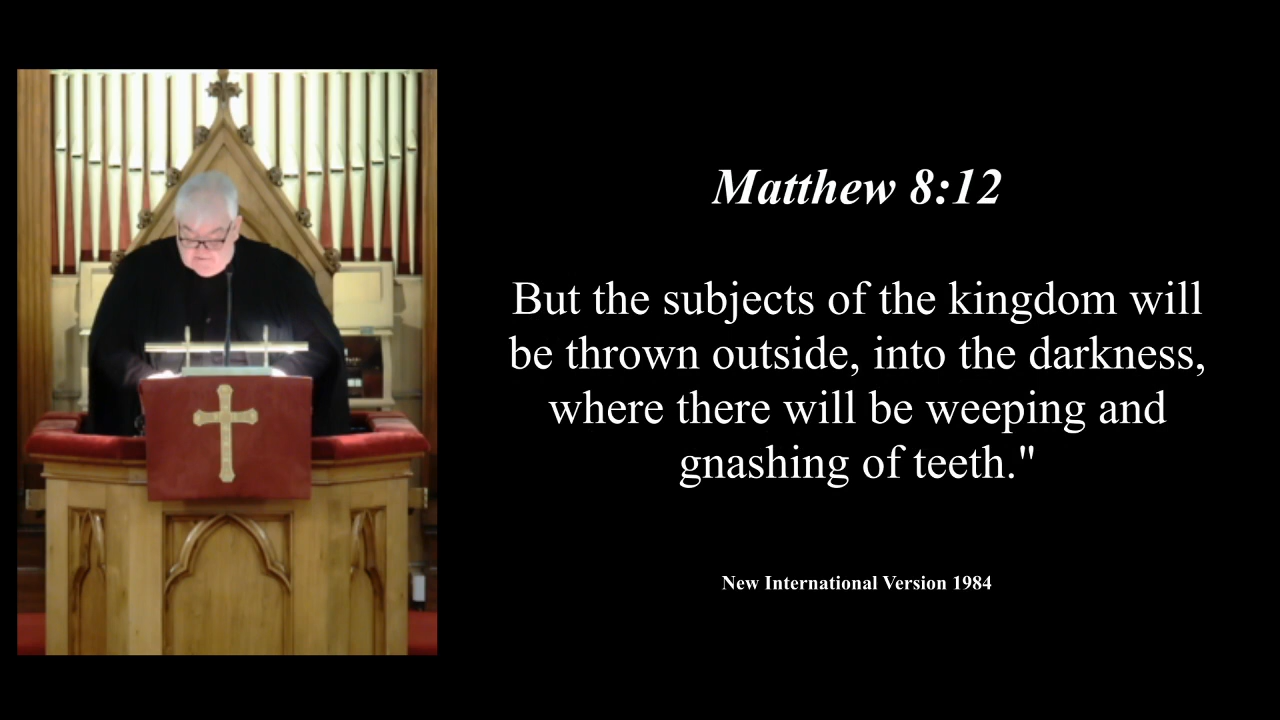 Matthew 8:12
But the subjects of the kingdom will
be thrown outside, into the darkness,
where there will be weeping and
gnashing of teeth."
New International Version 1984